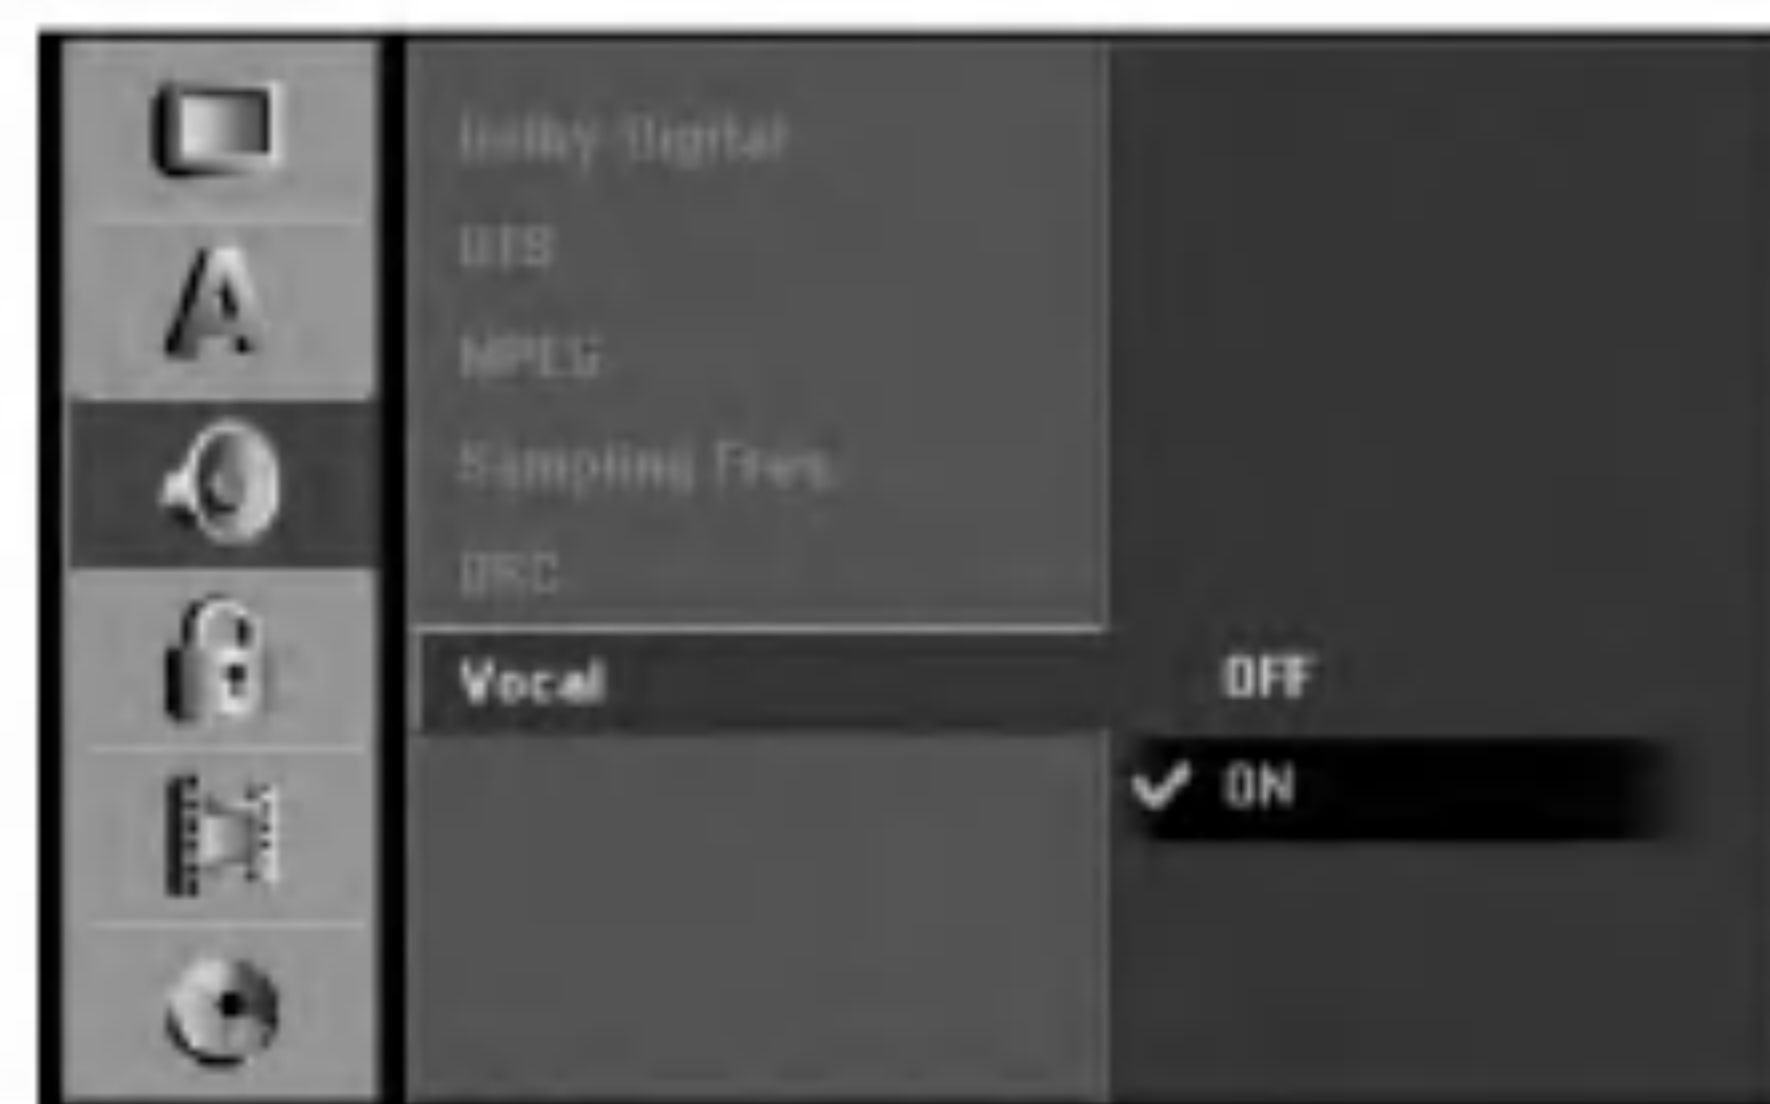 Dolby Digital
DTS
MPEG
Sampling Freq.
DRC
Vocal
OFF
ON